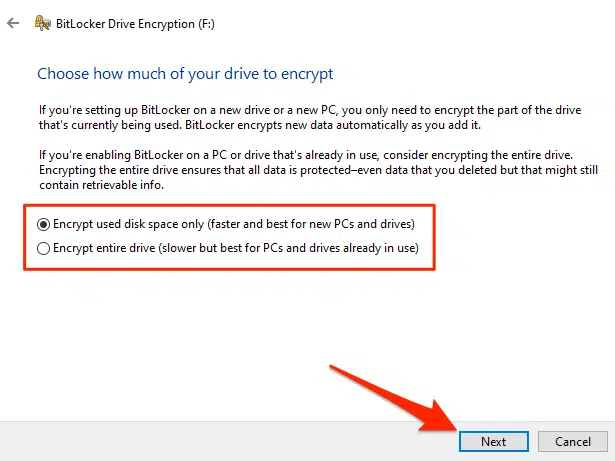 BitLocker Drive Encryption (F:)
Choose how much of your drive to encrypt
If you're setting up BitLocker on a new drive or a new PC, you only need to encrypt the part of the drive
that's currently being used. BitLocker encrypts new data automatically as you add it.
If you're enabling BitLocker on a PC or drive that's already in use, consider encrypting the entire drive.
Encrypting the entire drive ensures that all data is protected–even data that you deleted but that might still
contain retrievable info.
Encrypt used disk space only (faster and best for new PCs and drives)
Encrypt entire drive (slower but best for PCs and drives already in use)
Next
Cancel